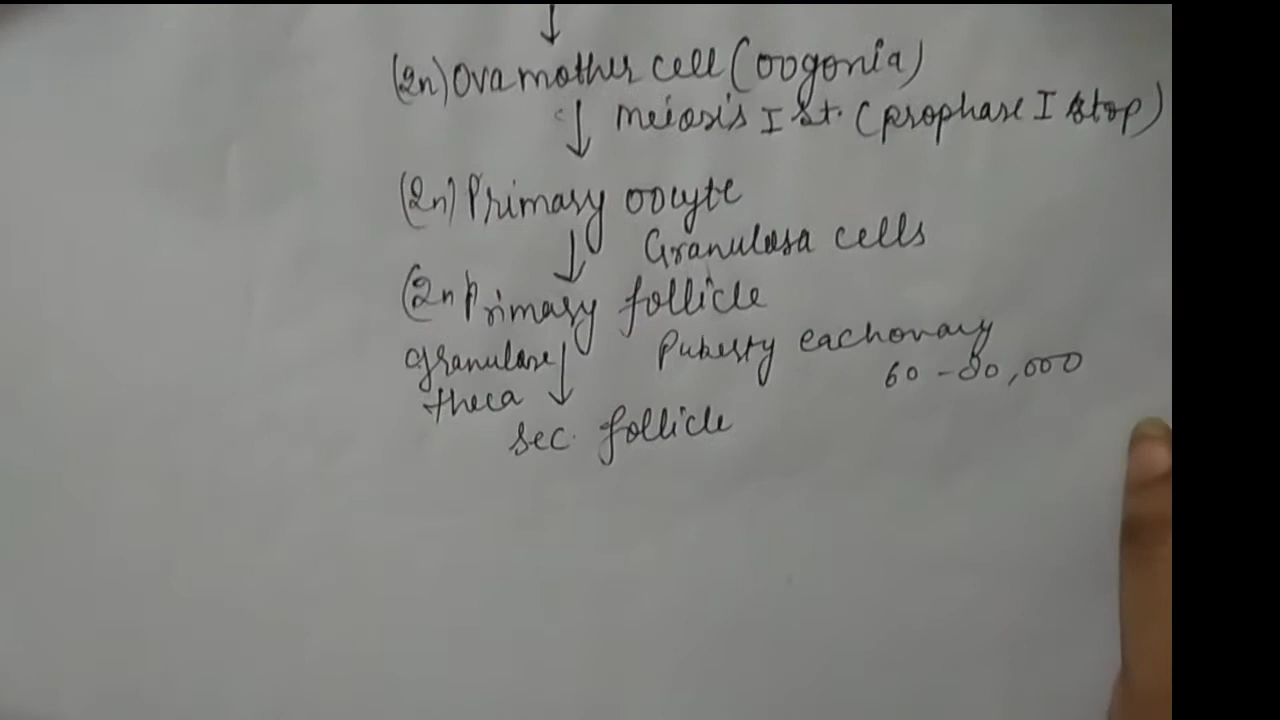 (2n) Ova mother cell (oogonia)
meiosis I st. (prophase I stop)
(2n) Primary oocyte
Granulosa cells
(2n) Primary follicle
granulose
Puberty each ovary
60-80,000
theca
sec. follicle